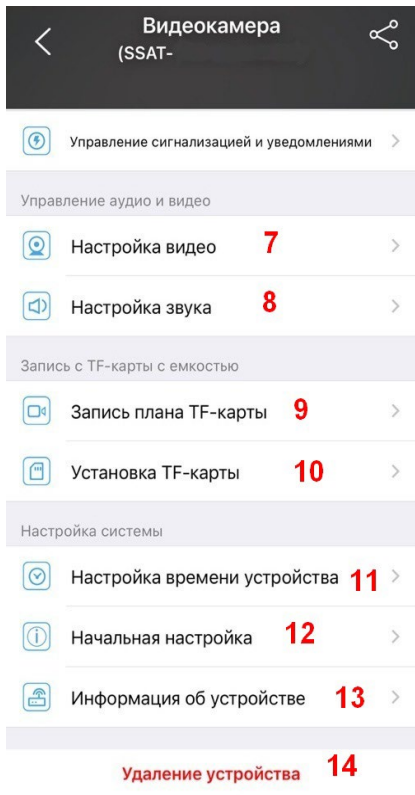 Видеокамера
(SSAT-
Управление сигнализацией и уведомлениями
Управление аудио и видео
Настройка видео 7
Настройка звука 8
Запись с TF-карты с емкостью
Запись плана TF-карты 9
Установка TF-карты 10
Настройка системы
Настройка времени устройства 11
Начальная настройка 12
Информация об устройстве 13
Удаление устройства 14